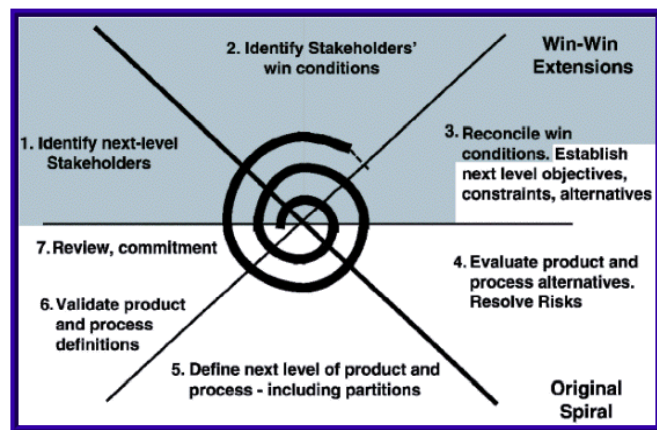 2. Identify Stakeholders'
win conditions
Win-Win
Extensions
1. Identify next-level
Stakeholders
3. Reconcile win
conditions. Establish
next level objectives,
constraints, alternatives
7. Review, commitment
4. Evaluate product and
process alternatives.
Resolve Risks
6. Validate product
and process
definitions
5. Define next level of product and
process - including partitions
Original
Spiral